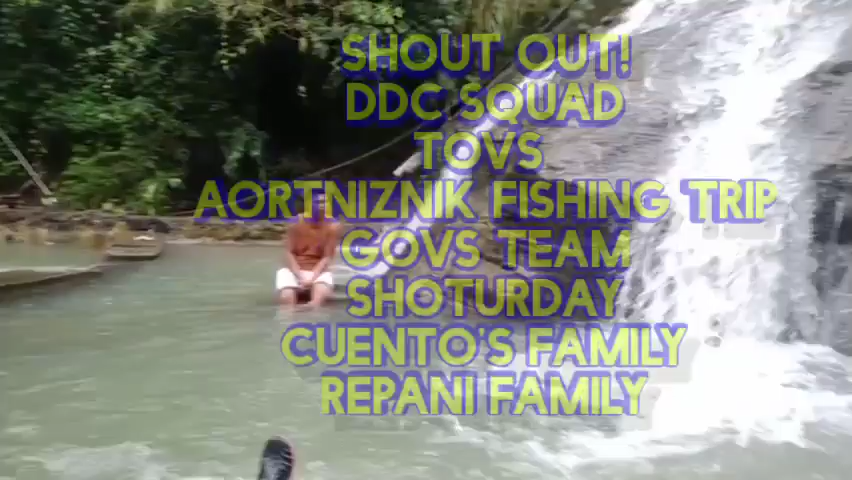 SHOUT OUT!
DDC SQUAD
TOVS
AORTNIZNIK FISHING TRIP
GOVS TEAM
SHOTURDAY
CUENTO'S FAMILY
REPANI FAMILY